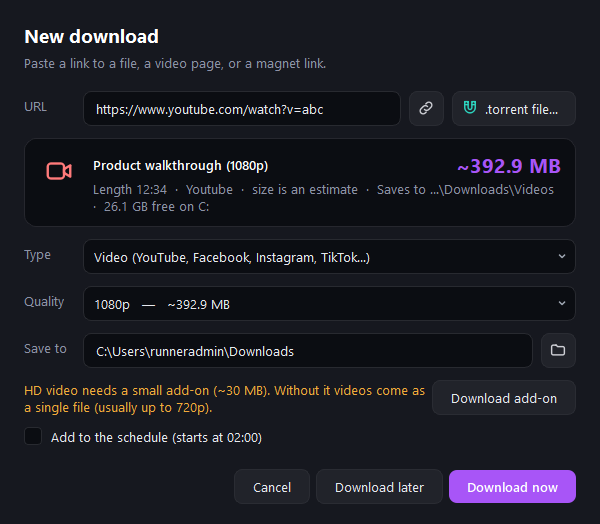 New download
Paste a link to a file, a video page, or a magnet link.
URL
https://www.youtube.com/watch?v=abc
.torrent file...
Product walkthrough (1080p)
~392.9 MB
Length 12:34 · Youtube · size is an estimate · Saves to ...\Downloads\Videos
· 26.1 GB free on C:
Type
Video (YouTube, Facebook, Instagram, TikTok...)
Quality
1080p — ~392.9 MB
Save to
C:\Users\runneradmin\Downloads
HD video needs a small add-on (~30 MB). Without it videos come as
a single file (usually up to 720p).
Download add-on
Add to the schedule (starts at 02:00)
Cancel
Download later
Download now